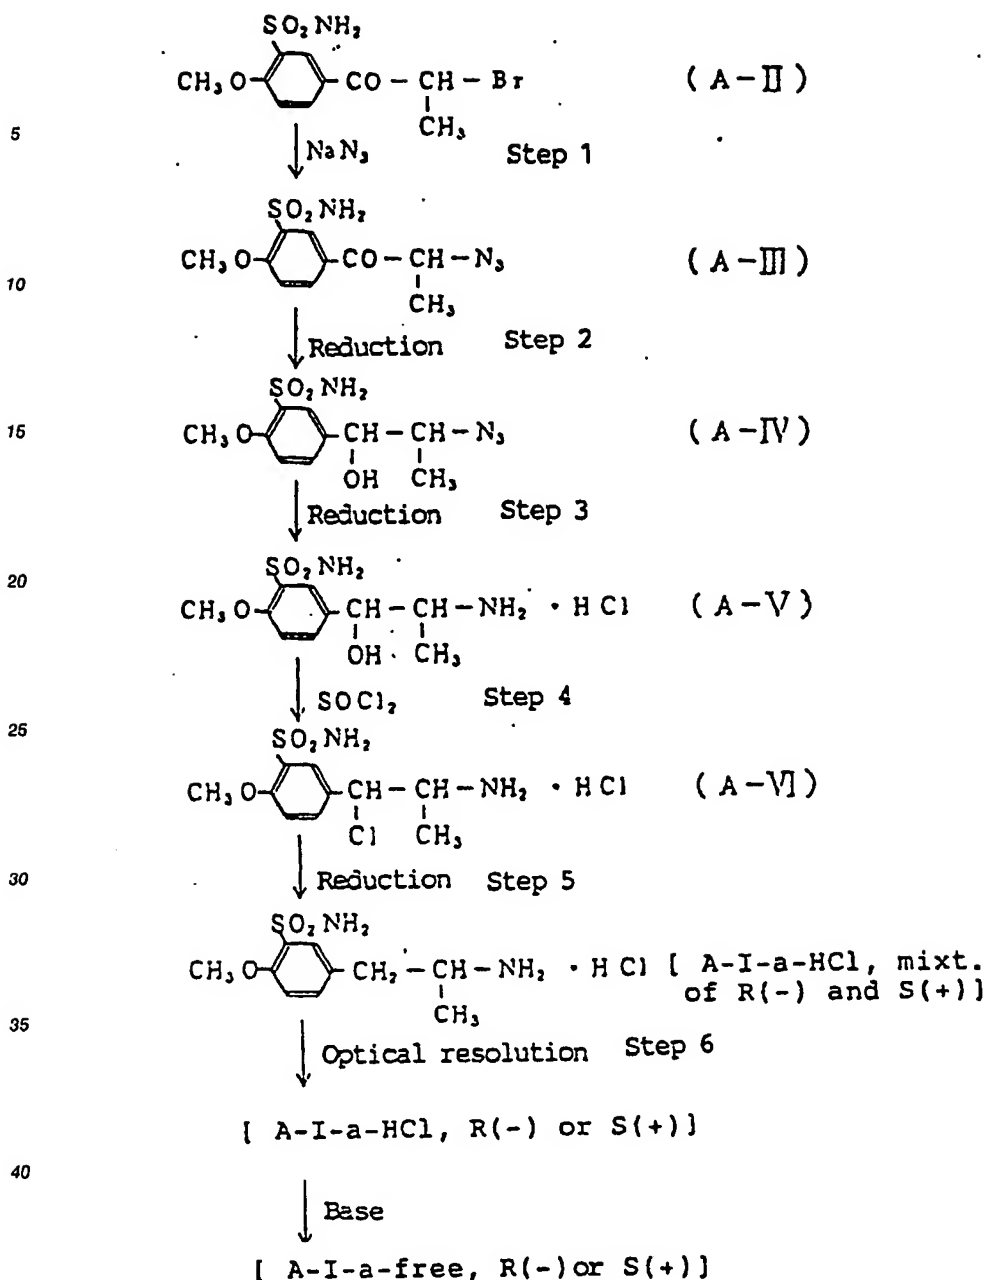 SO₂NH₂
CH₃O CO – CH – Br ( A – II )
CH₃
5
NaN₃ Step 1
SO₂NH₂
CH₃O CO – CH – N₃ ( A – III )
10
CH₃
Reduction Step 2
SO₂NH₂
15
CH₃O CH – CH – N₃ ( A – IV )
OH CH₃
Reduction Step 3
SO₂NH₂
20
CH₃O CH – CH – NH₂ · HCl ( A – V )
OH CH₃
SOCl₂ Step 4
25
SO₂NH₂
CH₃O CH – CH – NH₂ · HCl ( A – VI )
Cl CH₃
30
Reduction Step 5
SO₂NH₂
CH₃O CH₂ – CH – NH₂ · HCl [ A-I-a-HCl, mixt.
of R(-) and S(+)]
CH₃
35
Optical resolution Step 6
[ A-I-a-HCl, R(-) or S(+)]
40
Base
[ A-I-a-free, R(-)or S(+)]